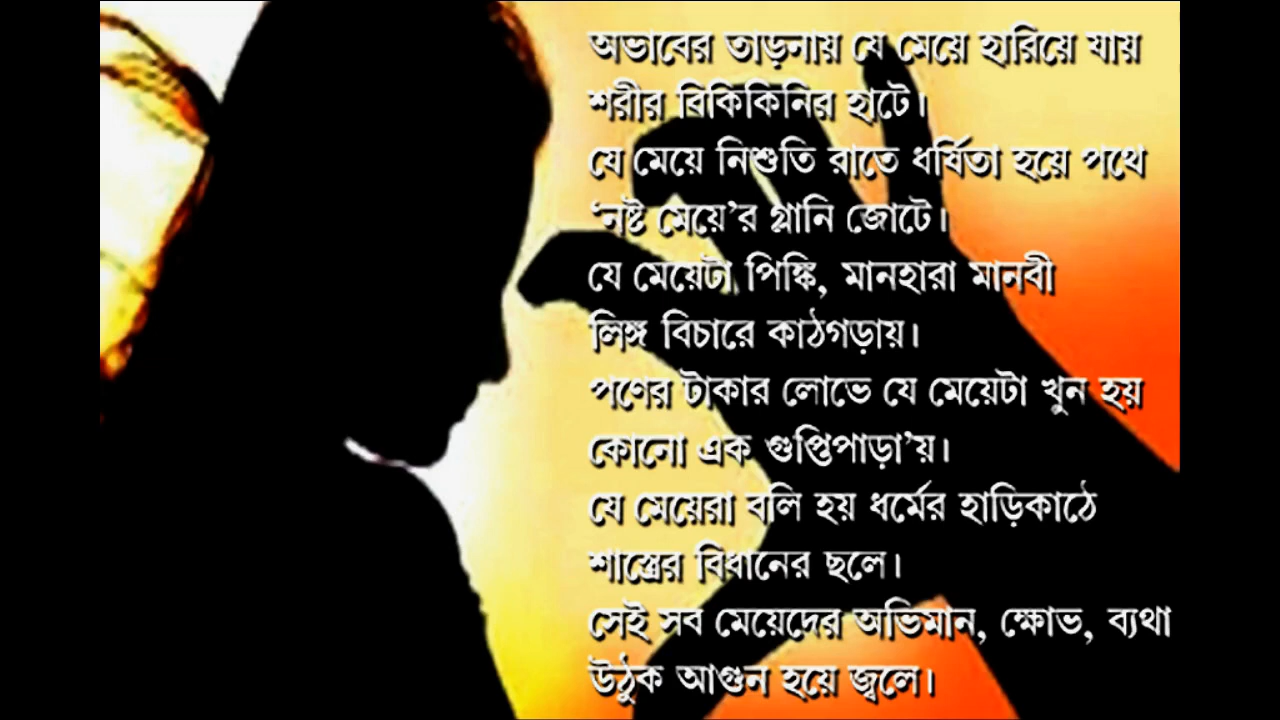 অভাবের তাড়নায় যে মেয়ে হারিয়ে যায়
শরীর বিকিকিনির হাটে।
যে মেয়ে নিশুতি রাতে ধর্ষিতা হয়ে পথে
‘নষ্ট মেয়ে’র গ্লানি জোটে।
যে মেয়েটা পিঙ্কি, মানহারা মানবী
লিঙ্গ বিচারে কাঠগড়ায়।
পণের টাকার লোভে যে মেয়েটা খুন হয়
কোনো এক গুপ্তিপাড়া’য়।
যে মেয়েরা বলি হয় ধর্মের হাড়িকাঠে
শাস্ত্রের বিধানের ছলে।
সেই সব মেয়েদের অভিমান, ক্ষোভ, ব্যথা
উঠুক আগুন হয়ে জ্বলে।